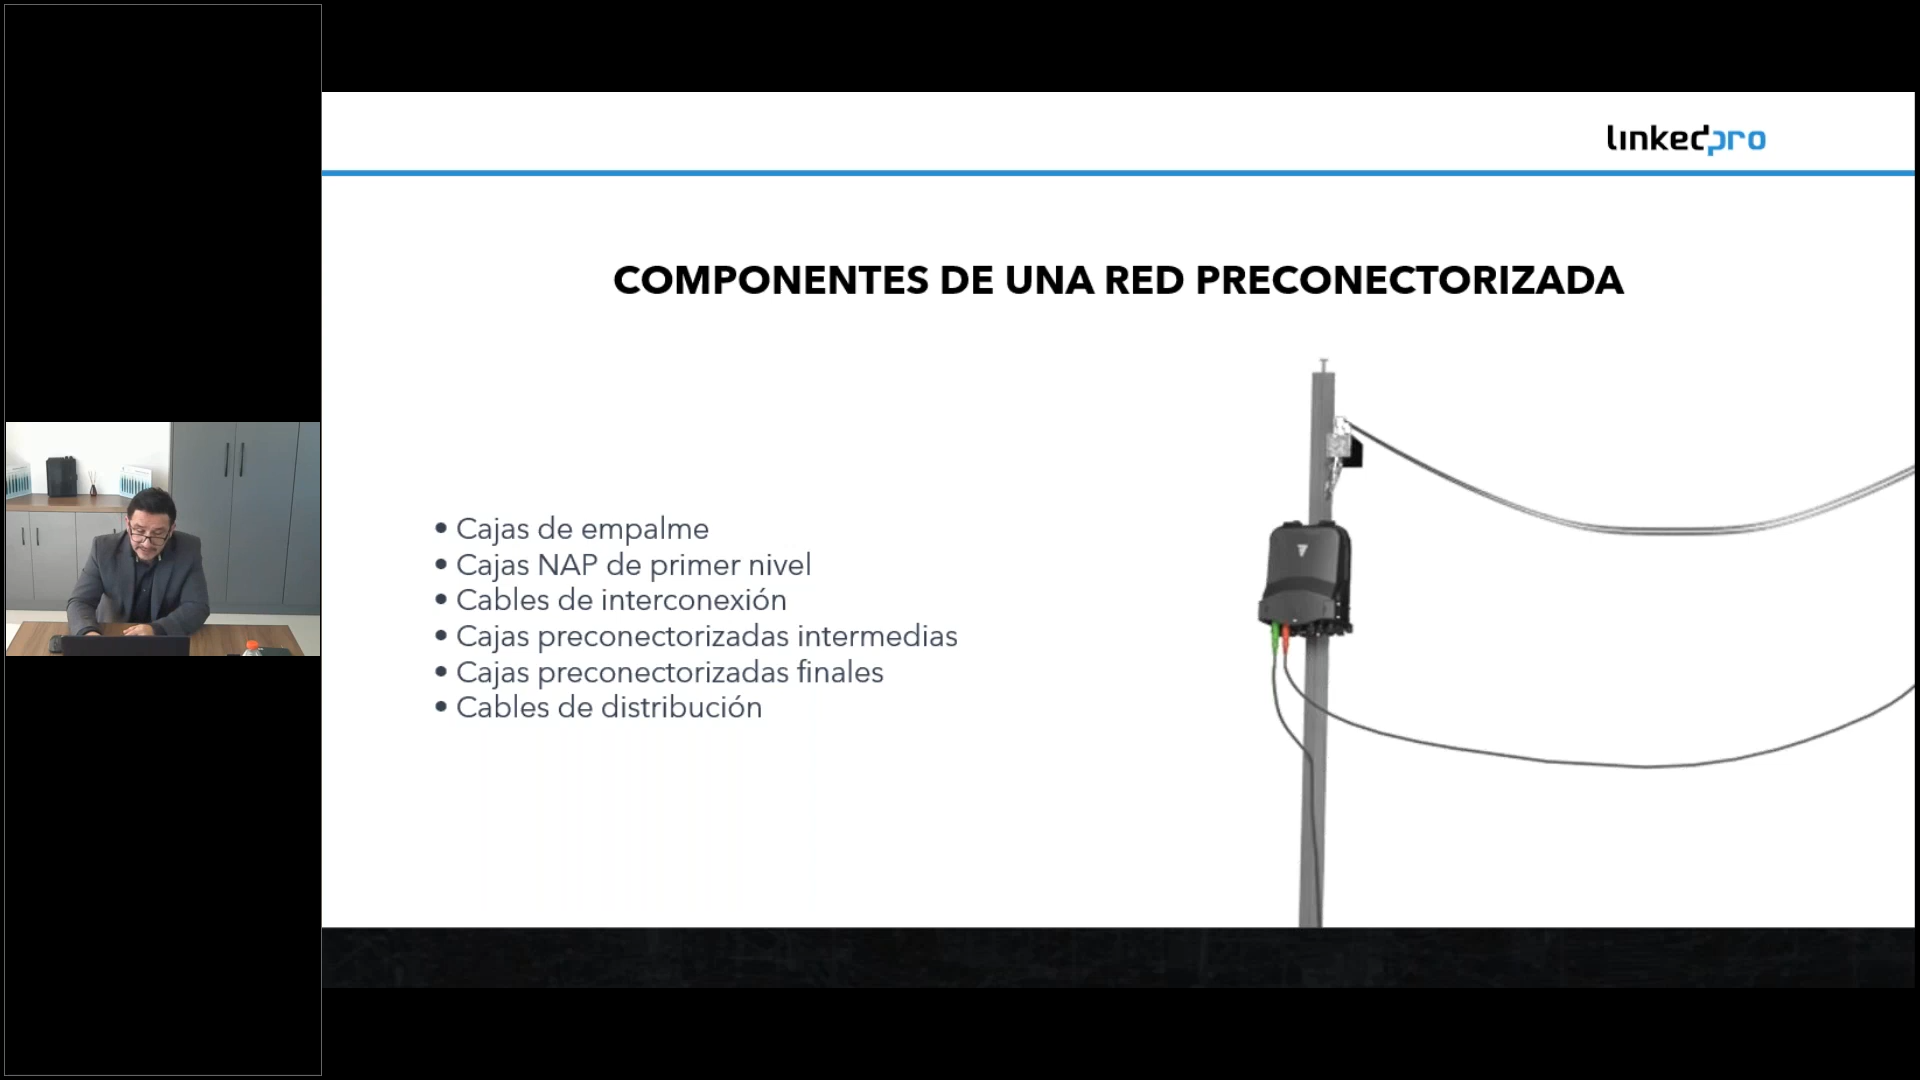 linkedpro
COMPONENTES DE UNA RED PRECONECTORIZADA
• Cajas de empalme
• Cajas NAP de primer nivel
• Cables de interconexión
• Cajas preconectorizadas intermedias
• Cajas preconectorizadas finales
• Cables de distribución